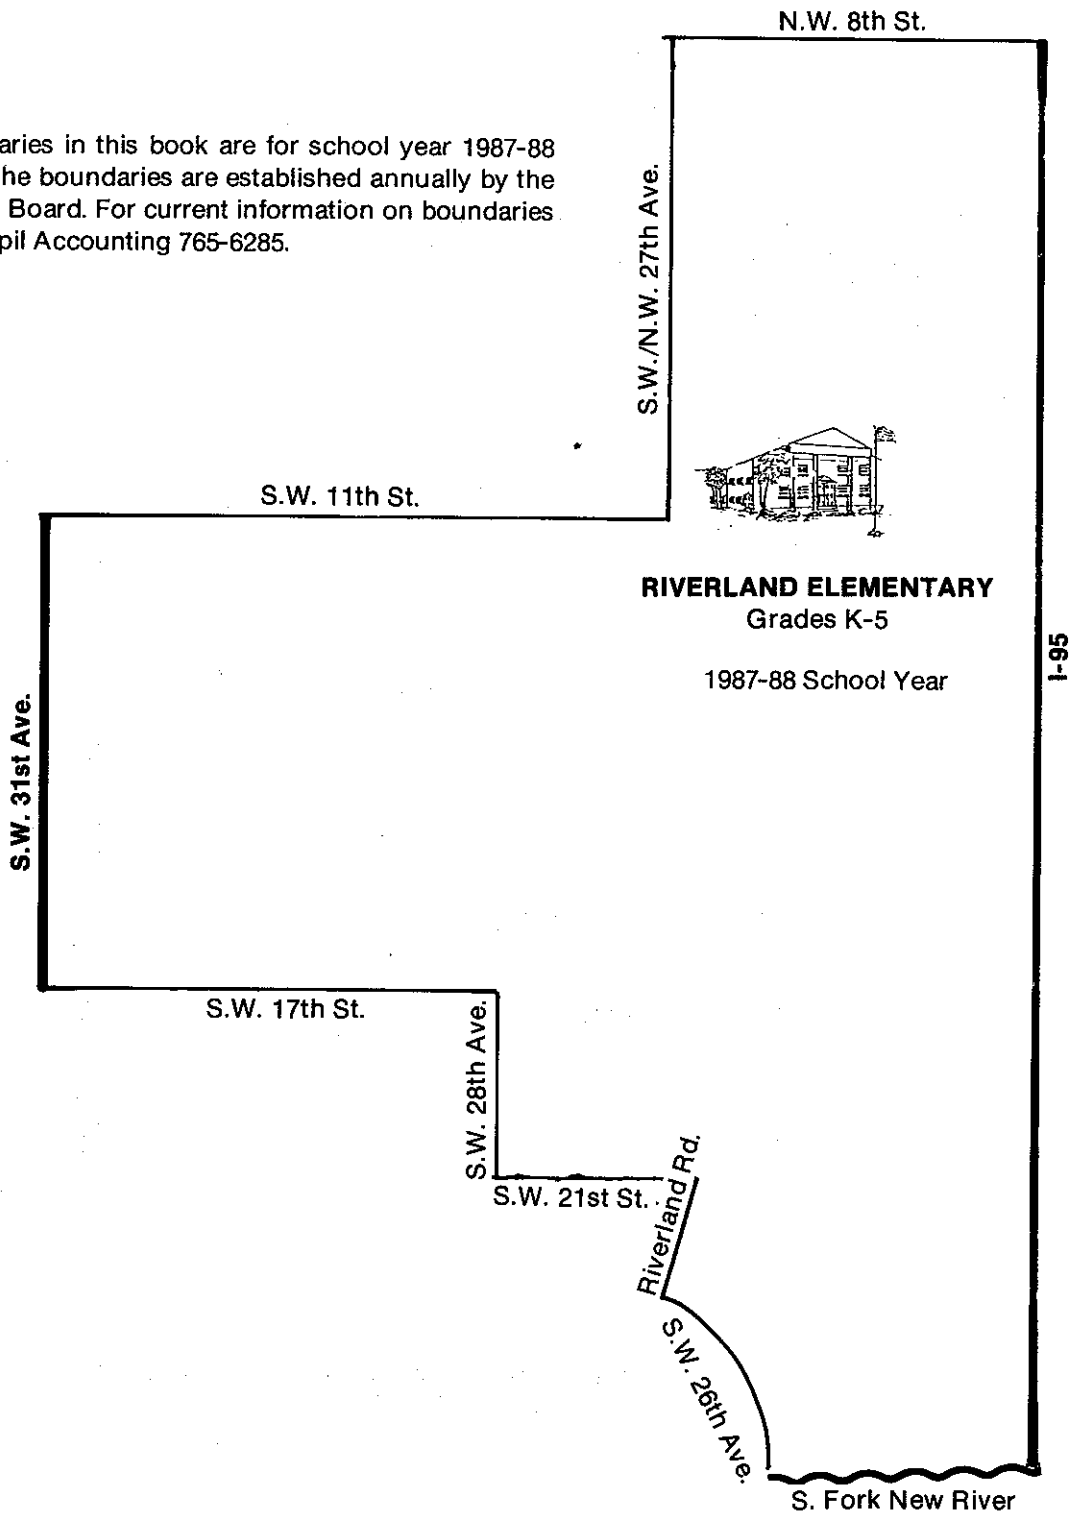 N.W. 8th St.
aries in this book are for school year 1987-88
he boundaries are established annually by the
Board. For current information on boundaries
pil Accounting 765-6285.
S.W./N.W. 27th Ave.
S.W. 11th St.
RIVERLAND ELEMENTARY
Grades K-5
1987-88 School Year
I-95
S.W. 31st Ave.
S.W. 17th St.
S.W. 28th Ave.
S.W. 21st St.
Riverland Rd.
S.W. 26th Ave.
S. Fork New River